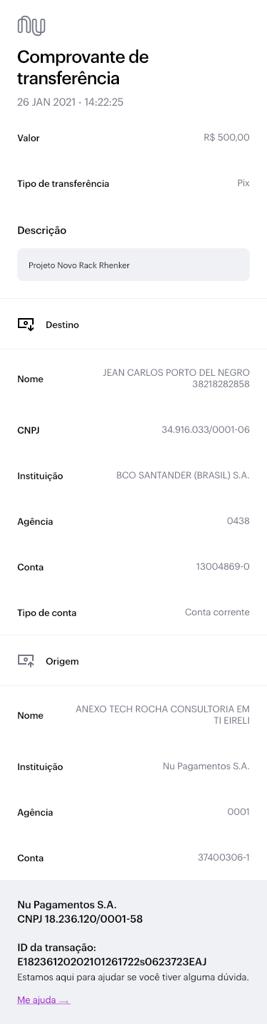 nu
Comprovante de
transferência
26 JAN 2021 - 14:22:25
Valor R$ 500,00
Tipo de transferência Pix
Descrição
Projeto Novo Rack Rhenker
Destino
Nome JEAN CARLOS PORTO DEL NEGRO
38218282858
CNPJ 34.916.033/0001-06
Instituição BCO SANTANDER (BRASIL) S.A.
Agência 0438
Conta 13004869-0
Tipo de conta Conta corrente
Origem
Nome ANEXO TECH ROCHA CONSULTORIA EM
TI EIRELI
Instituição Nu Pagamentos S.A.
Agência 0001
Conta 37400306-1
Nu Pagamentos S.A.
CNPJ 18.236.120/0001-58
ID da transação:
E18236120202101261722s0623723EAJ
Estamos aqui para ajudar se você tiver alguma dúvida.
Me ajuda →